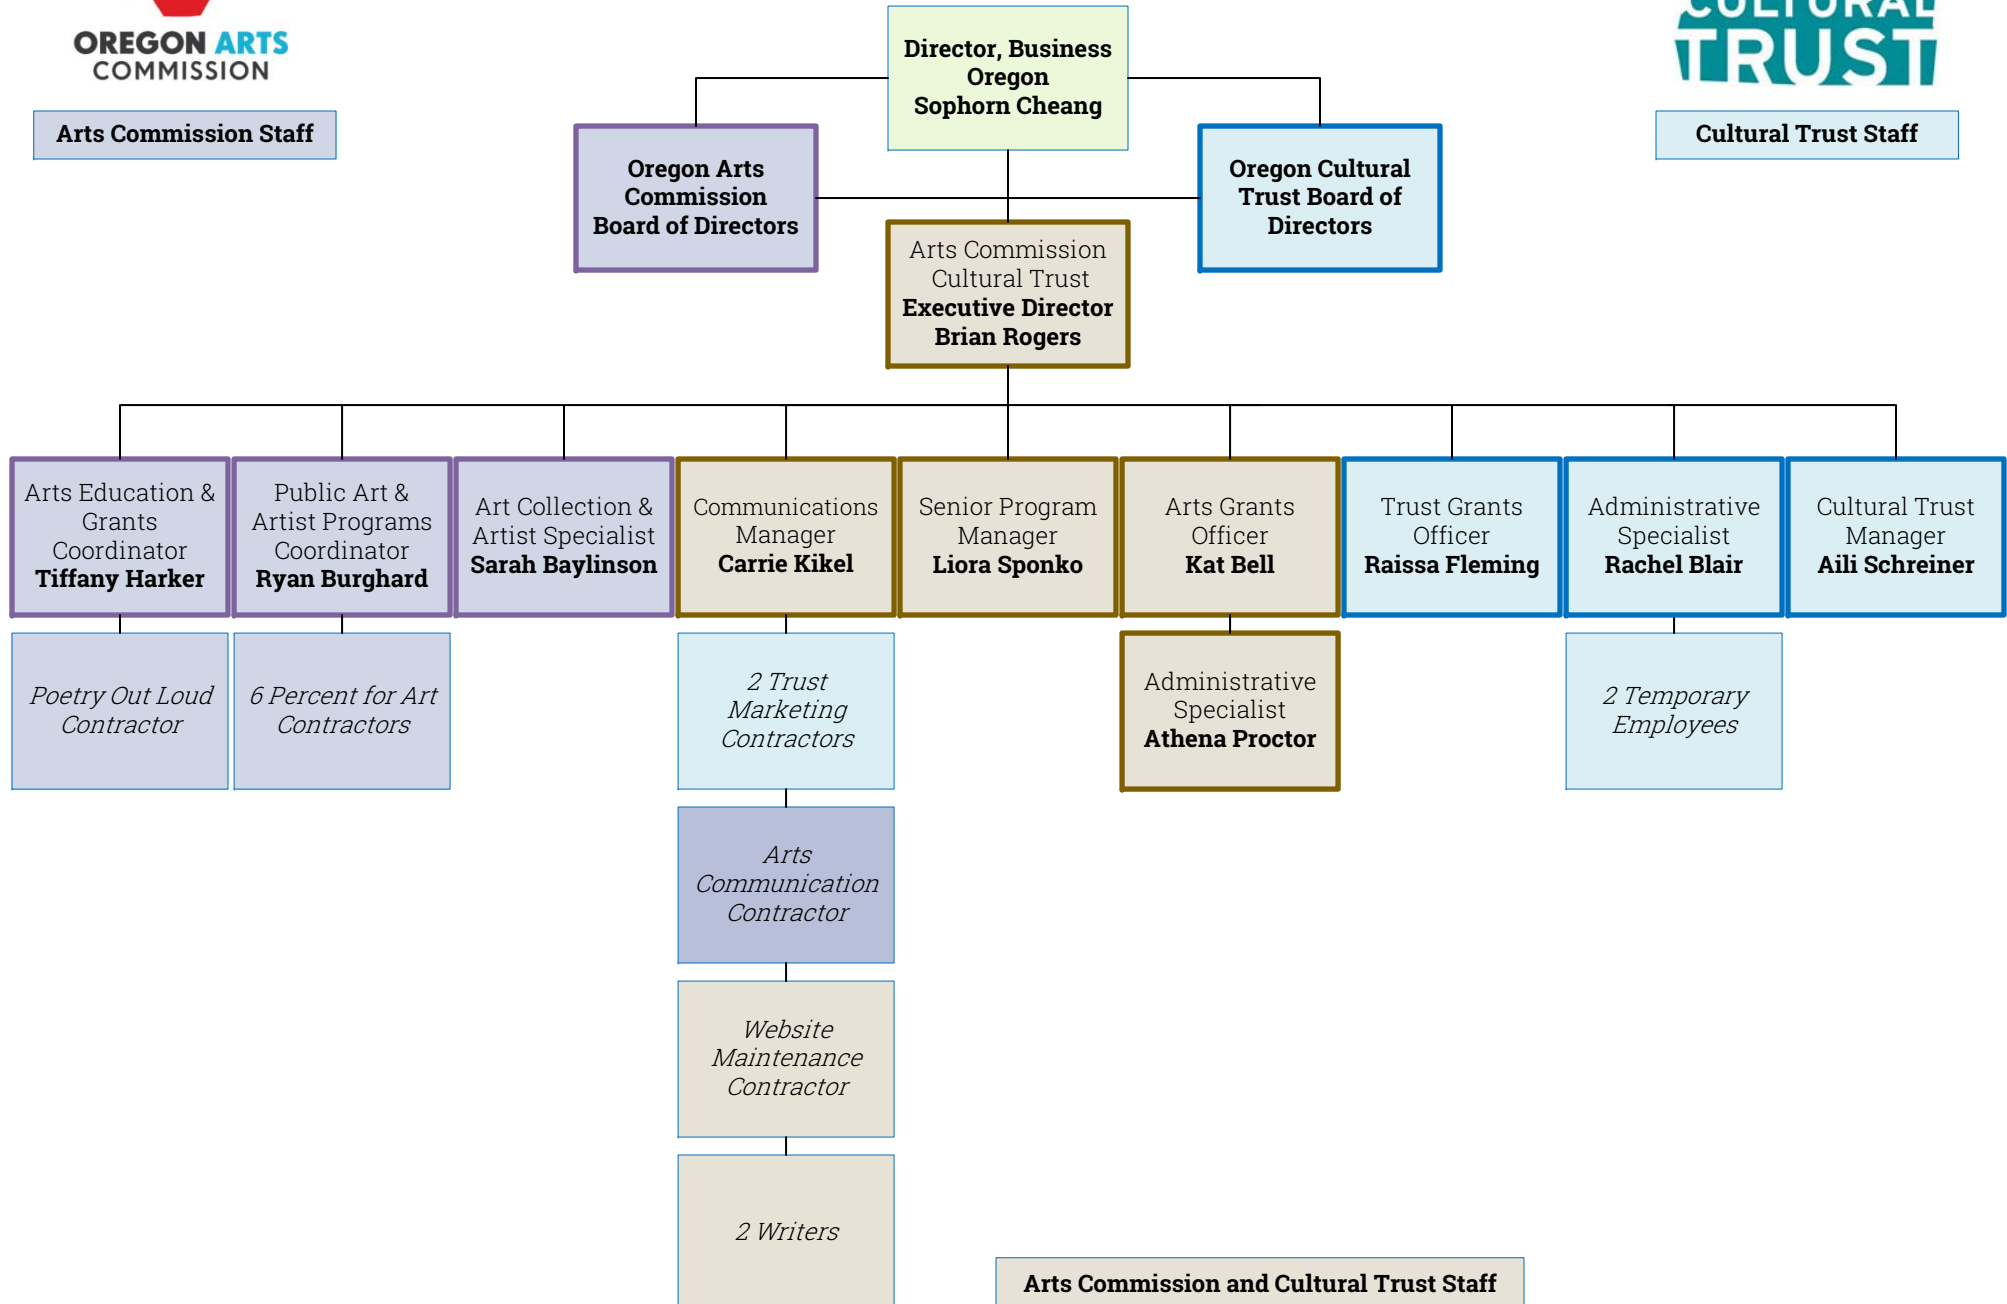 OREGON ARTS
COMMISSION
CULTURAL
TRUST
Arts Commission Staff
Cultural Trust Staff
Director, Business
Oregon
Sophorn Cheang
Oregon Arts
Commission
Board of Directors
Oregon Cultural
Trust Board of
Directors
Arts Commission
Cultural Trust
Executive Director
Brian Rogers
Arts Education &
Grants
Coordinator
Tiffany Harker
Public Art &
Artist Programs
Coordinator
Ryan Burghard
Art Collection &
Artist Specialist
Sarah Baylinson
Communications
Manager
Carrie Kikel
Senior Program
Manager
Liora Sponko
Arts Grants
Officer
Kat Bell
Trust Grants
Officer
Raissa Fleming
Administrative
Specialist
Rachel Blair
Cultural Trust
Manager
Aili Schreiner
Poetry Out Loud
Contractor
6 Percent for Art
Contractors
2 Trust
Marketing
Contractors
Administrative
Specialist
Athena Proctor
2 Temporary
Employees
Arts
Communication
Contractor
Website
Maintenance
Contractor
2 Writers
Arts Commission and Cultural Trust Staff